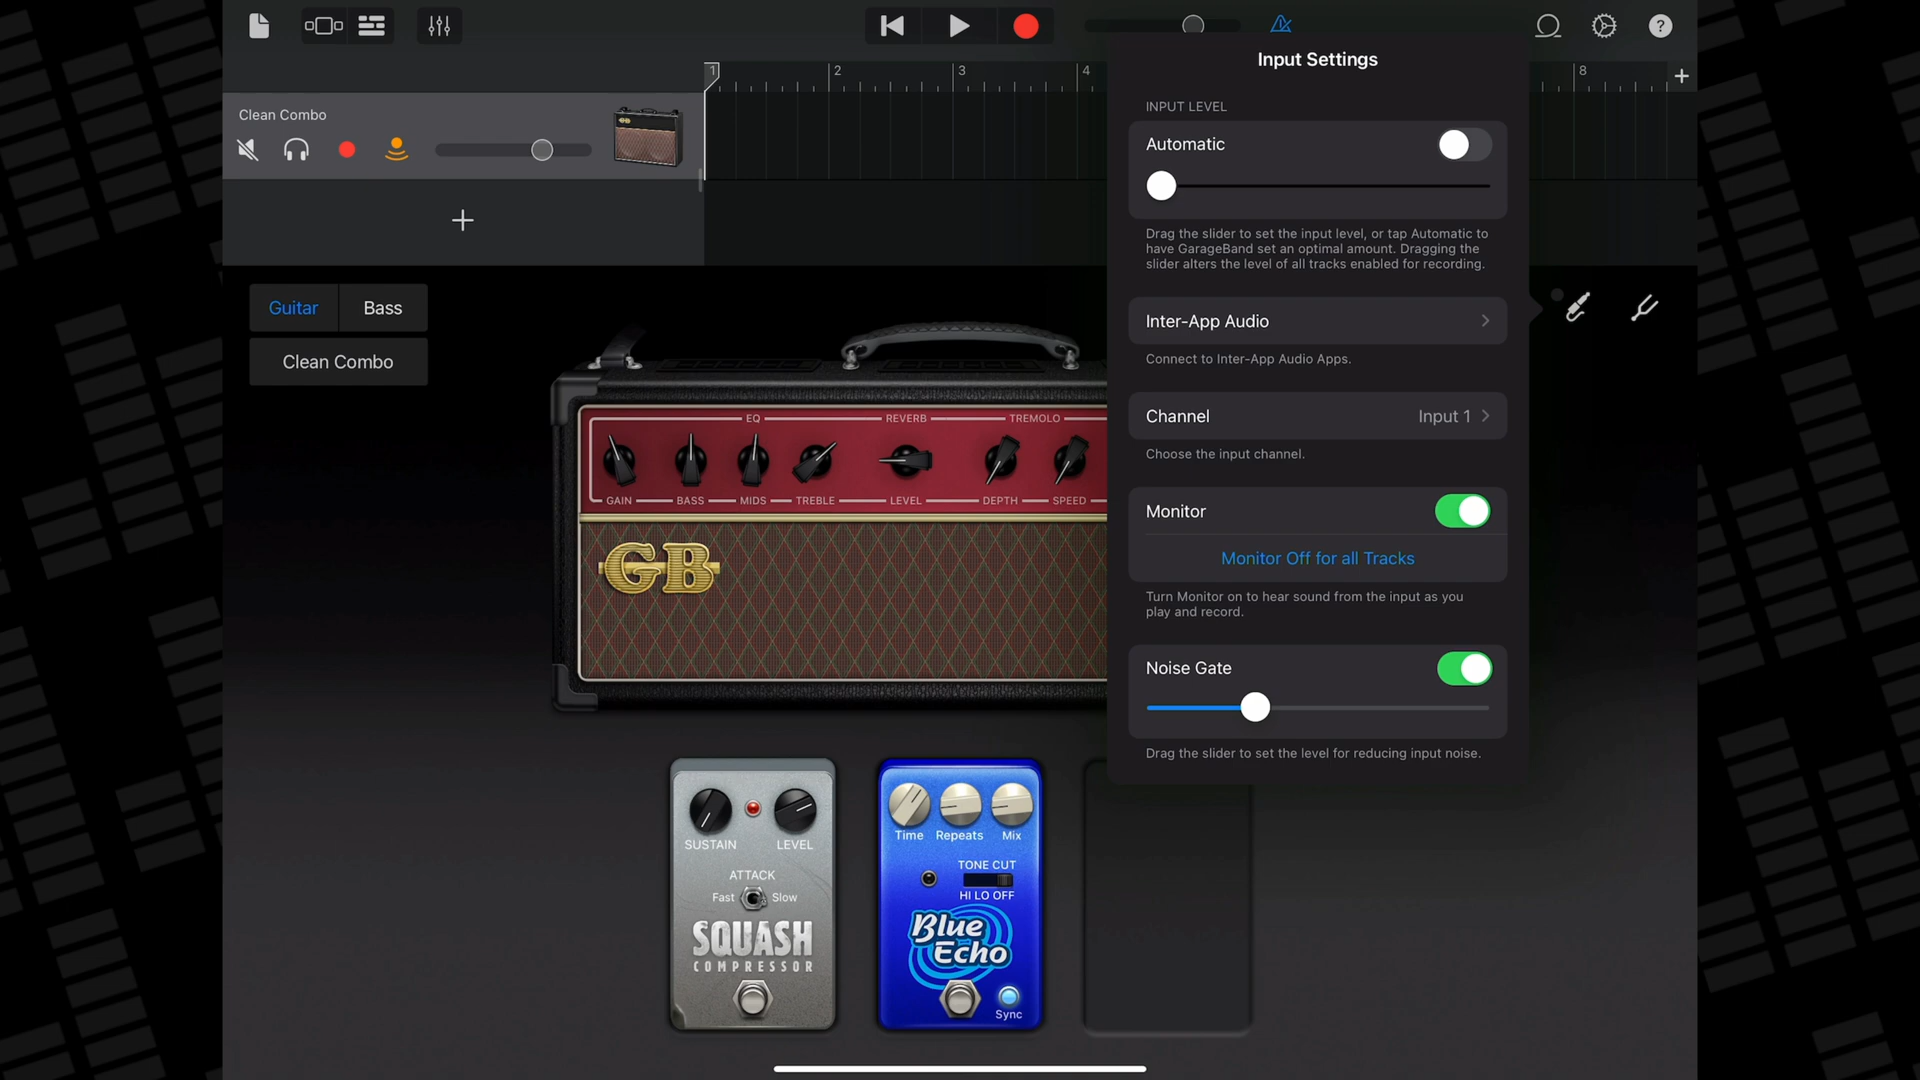 Input Settings
1
2
3
4
8
Clean Combo
INPUT LEVEL
Automatic
Drag the slider to set the input level, or tap Automatic to
have GarageBand set an optimal amount. Dragging the
slider alters the level of all tracks enabled for recording.
Guitar
Bass
Clean Combo
Inter-App Audio
Connect to Inter-App Audio Apps.
Channel
Input 1
Choose the input channel.
Monitor
Monitor Off for all Tracks
Turn Monitor on to hear sound from the input as you
play and record.
Noise Gate
Drag the slider to set the level for reducing input noise.
EQ
REVERB
TREMOLO
GAIN
BASS
MIDS
TREBLE
LEVEL
DEPTH
SPEED
GB
SUSTAIN
LEVEL
ATTACK
Fast
Slow
SQUASH
COMPRESSOR
Time
Repeats
Mix
TONE CUT
HI LO OFF
Blue
Echo
Sync
?
GB